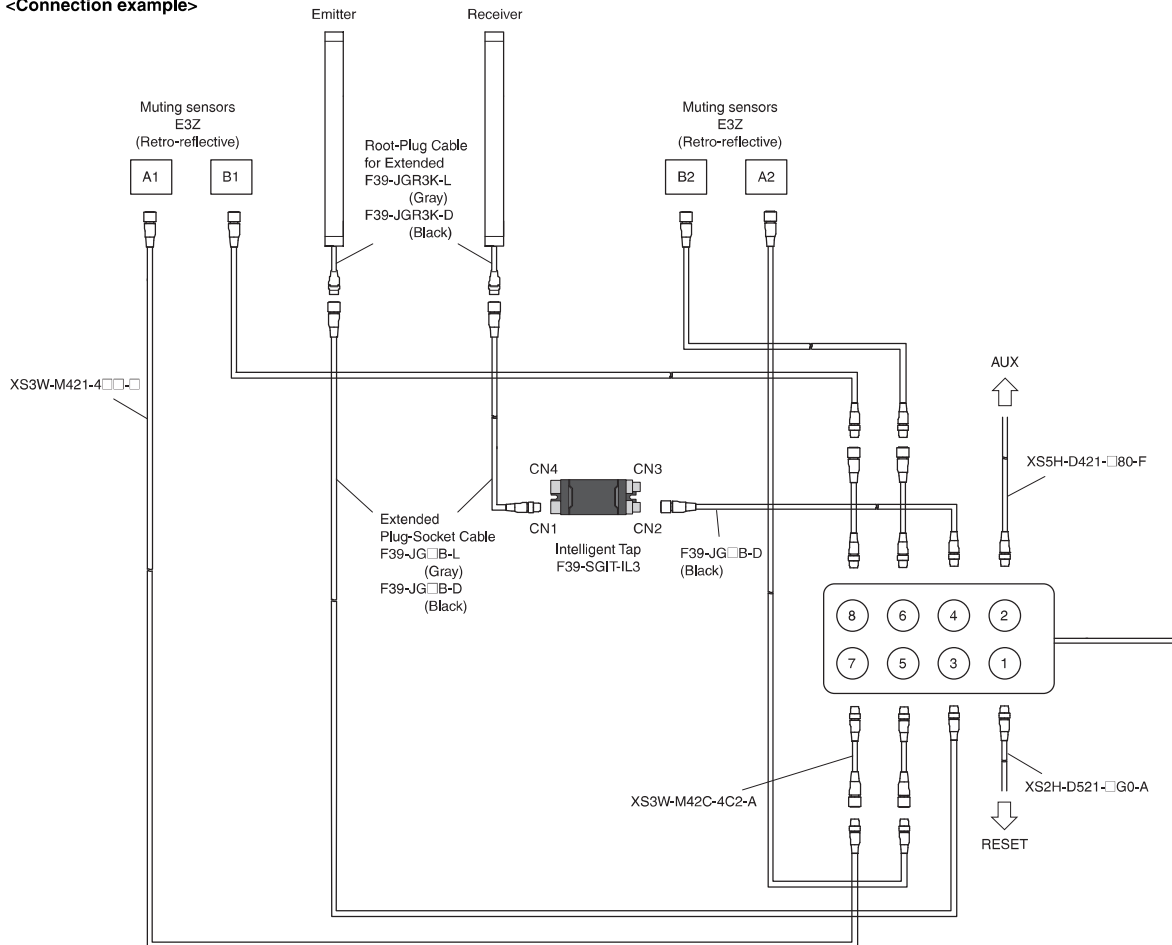 <Connection example>
Emitter
Receiver
Muting sensors
E3Z
(Retro-reflective)
A1
B1
Root-Plug Cable
for Extended
F39-JGR3K-L
(Gray)
F39-JGR3K-D
(Black)
Muting sensors
E3Z
(Retro-reflective)
B2
A2
XS3W-M421-4□□-□
AUX
XS5H-D421-□80-F
CN4
CN3
CN1
CN2
Intelligent Tap
F39-SGIT-IL3
Extended
Plug-Socket Cable
F39-JG□B-L
(Gray)
F39-JG□B-D
(Black)
F39-JG□B-D
(Black)
8
6
4
2
7
5
3
1
XS3W-M42C-4C2-A
XS2H-D521-□G0-A
RESET